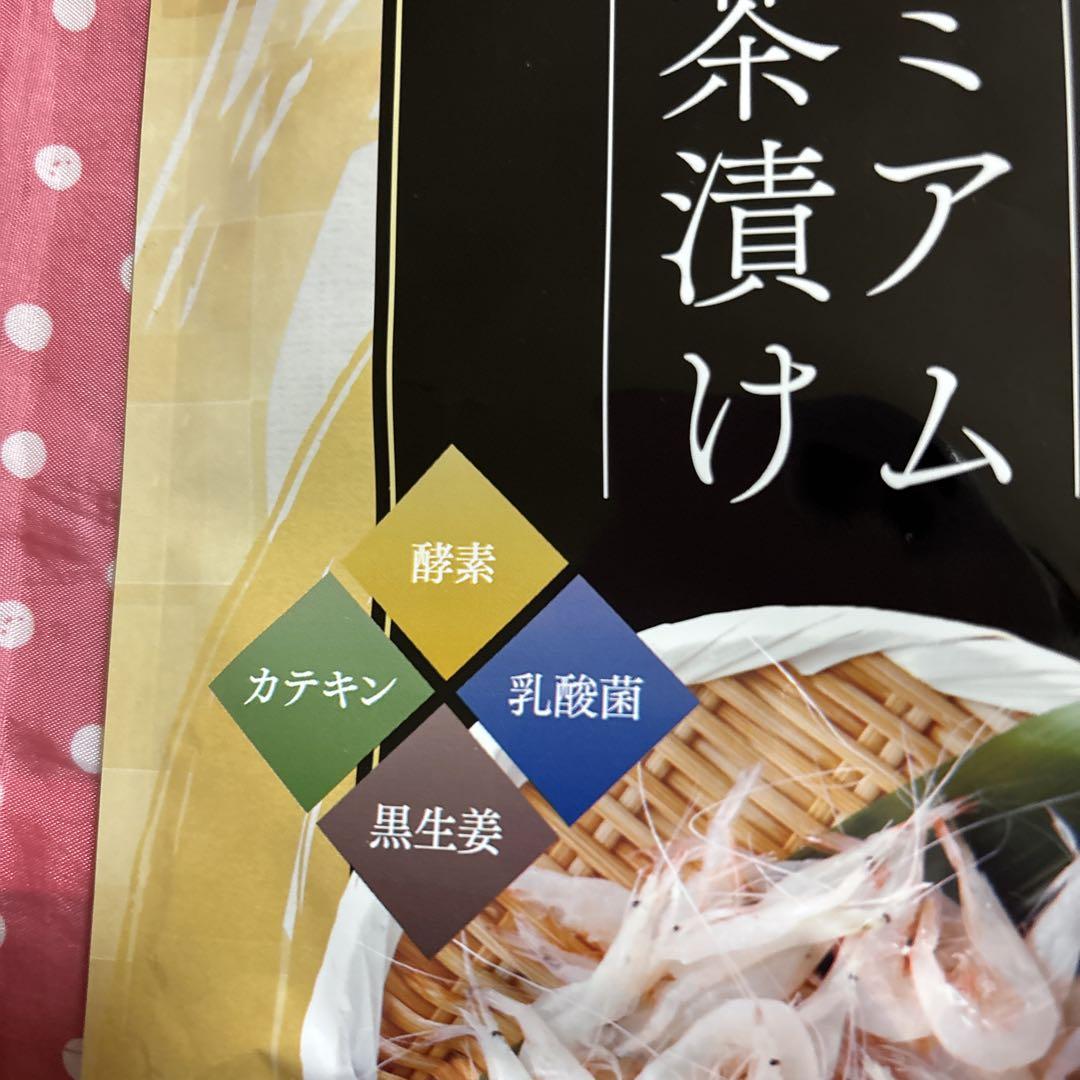 ミアム
茶漬け
酵素
カテキン
乳酸菌
黒生姜